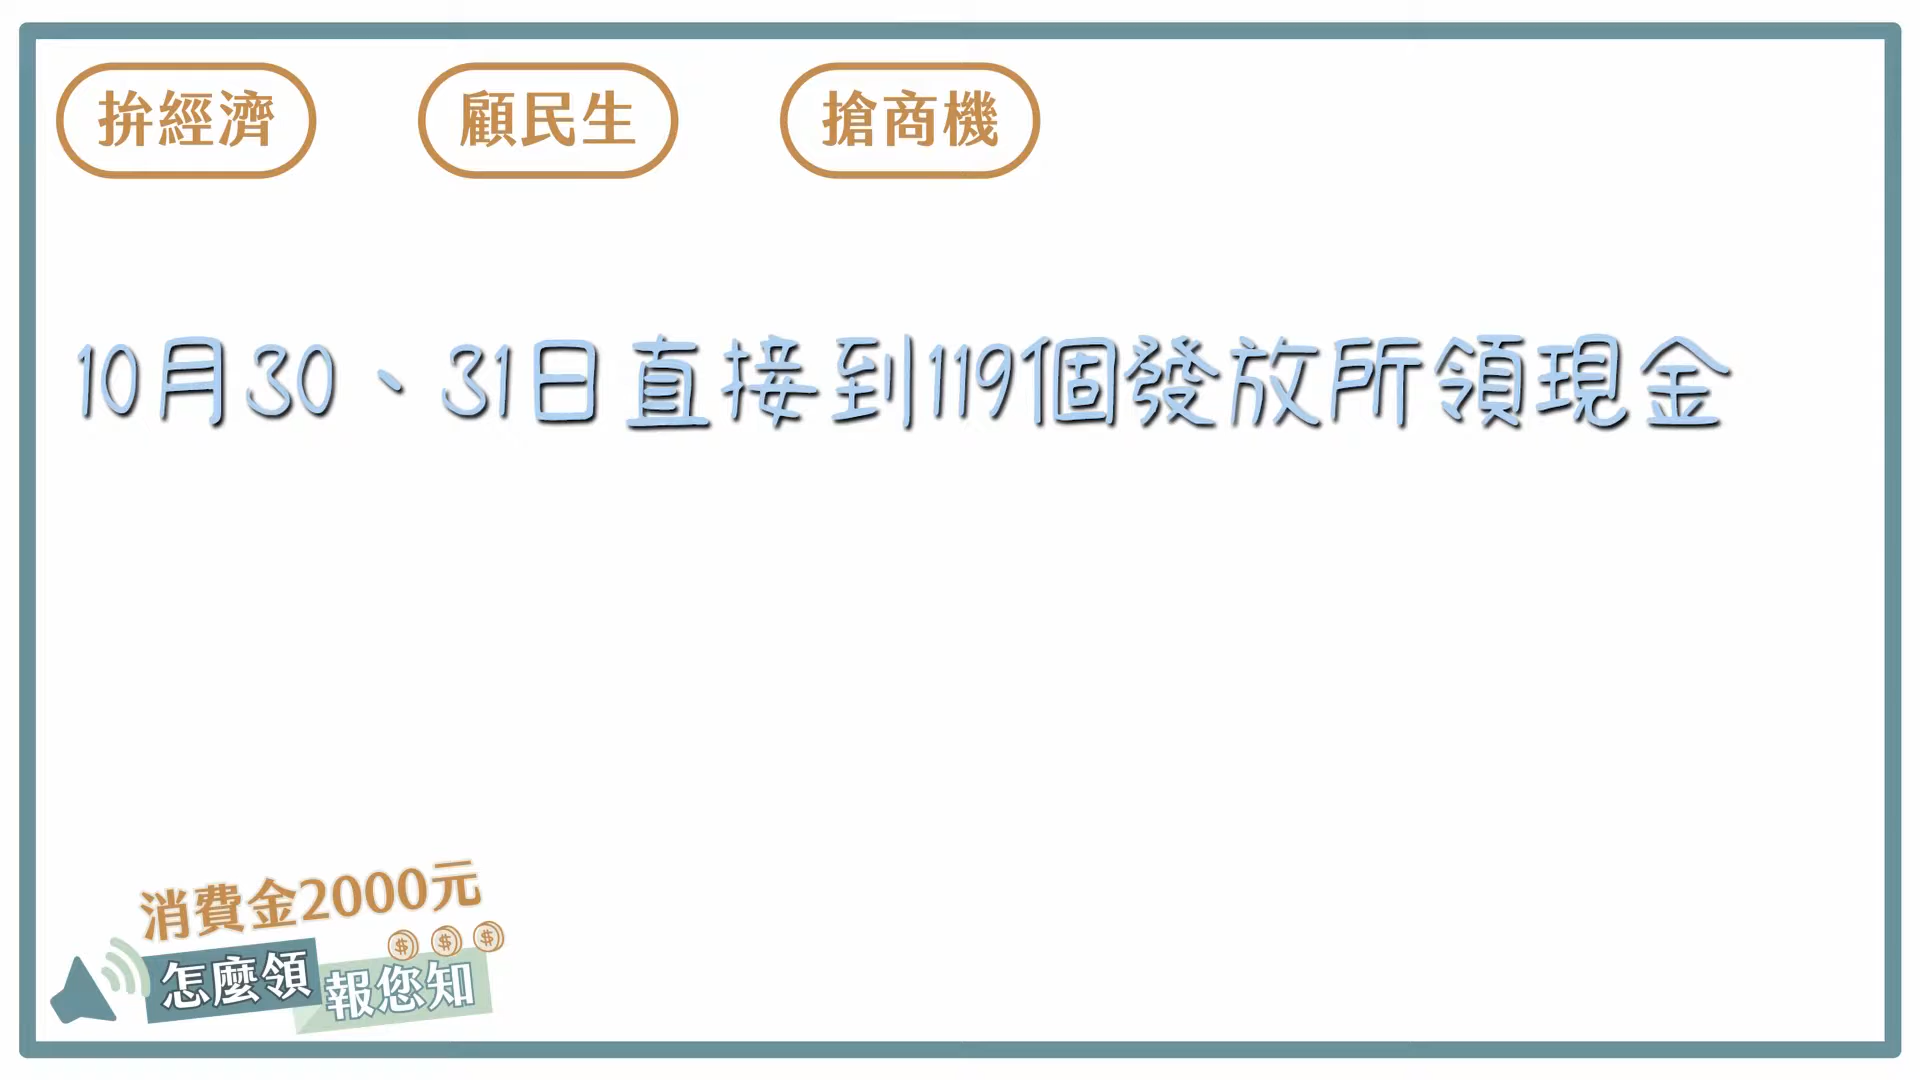 拚經濟
顧民生
搶商機
10月30、31日直接到119個發放所領現金
消費金2000元
怎麼領
報您知